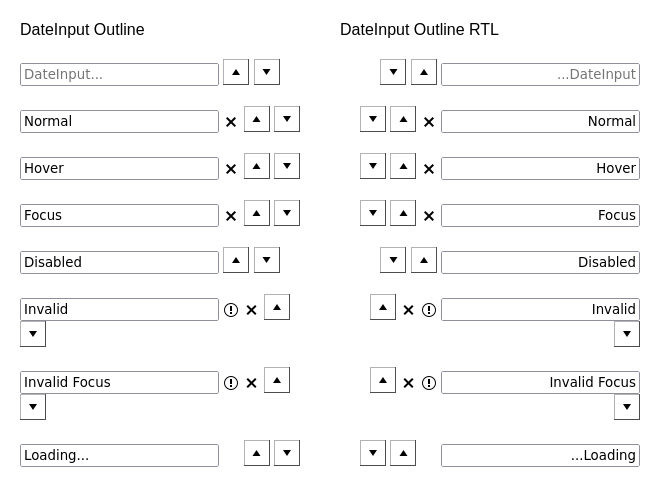 DateInput Outline
DateInput...
Normal
Hover
Focus
Disabled
Invalid
Invalid Focus
Loading...
DateInput Outline RTL
...DateInput
Normal
Hover
Focus
Disabled
Invalid
Invalid Focus
...Loading